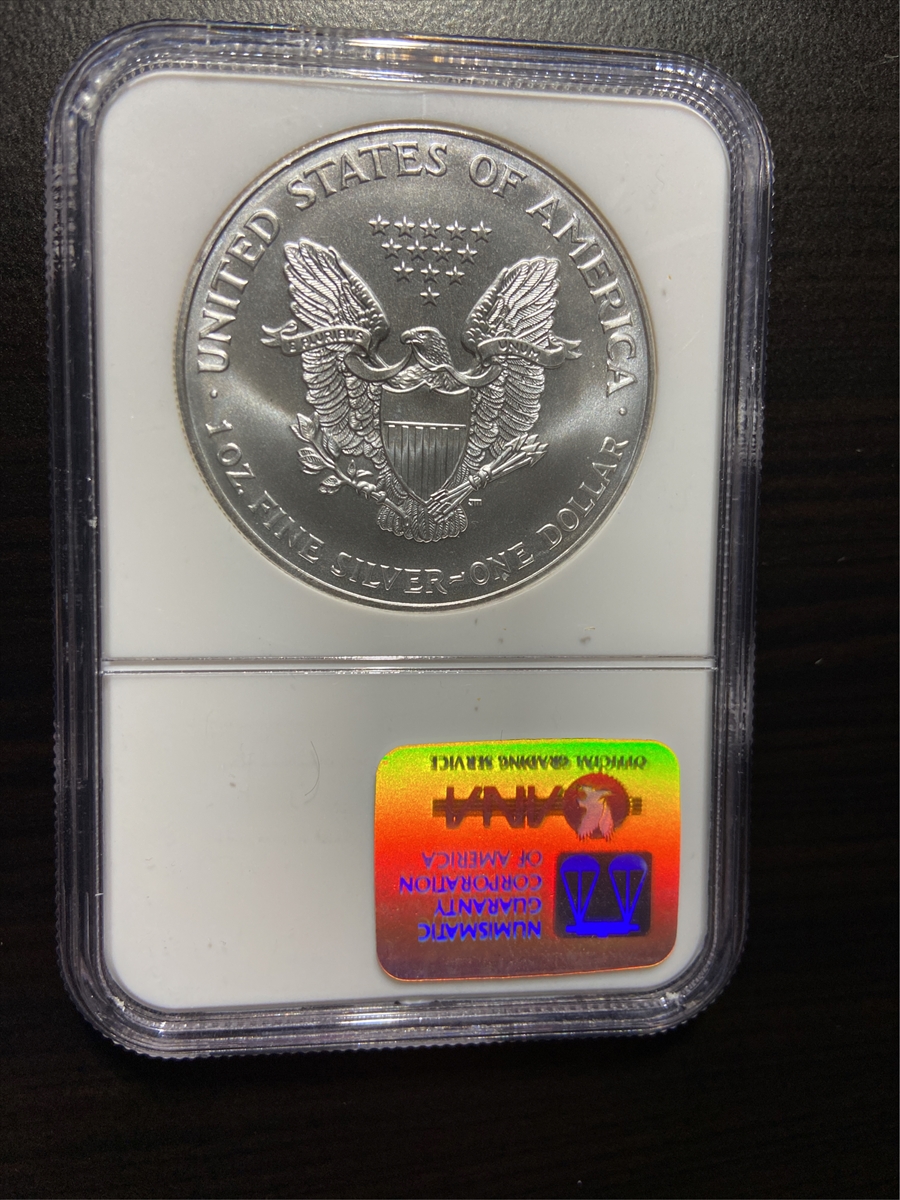 UNITED STATES OF AMERICA
E PLURIBUS UNUM
1 OZ. FINE SILVER~ONE DOLLAR
NUMISMATIC
GUARANTY
CORPORATION
OF AMERICA
ANA
OFFICIAL GRADING SERVICE